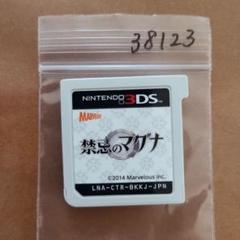 38123
NINTENDO 3DS
MARVELOUS!
禁忌のマグナ
©2014 Marvelous Inc.
LNA-CTR-BKKJ-JPN